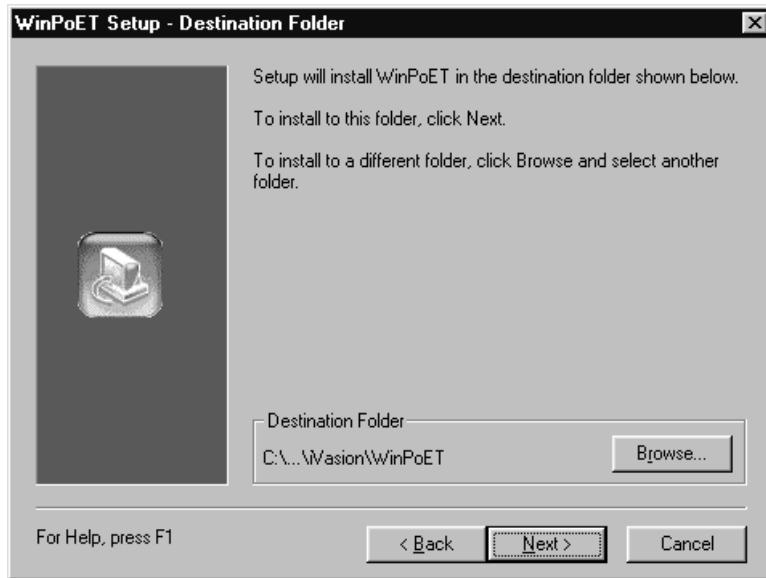 WinPoET Setup - Destination Folder
Setup will install WinPoET in the destination folder shown below.
To install to this folder, click Next.
To install to a different folder, click Browse and select another
folder.
Destination Folder
C:\...\iVasion\WinPoET
Browse...
For Help, press F1
< Back
Next >
Cancel